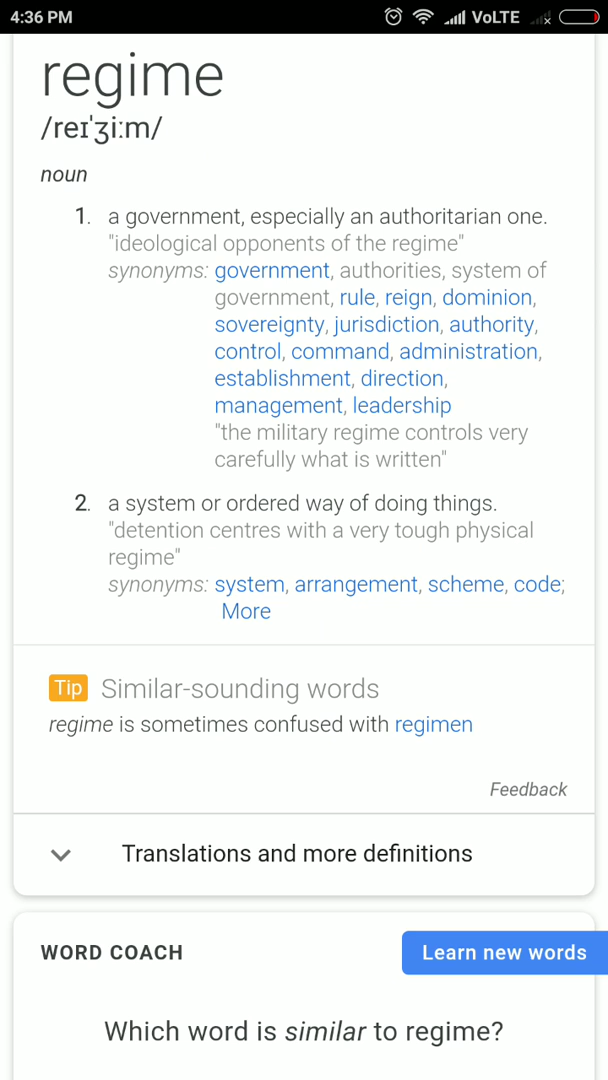 4:36 PM VoLTE
regime
/reɪˈʒiːm/
noun
1. a government, especially an authoritarian one.
"ideological opponents of the regime"
synonyms: government, authorities, system of
government, rule, reign, dominion,
sovereignty, jurisdiction, authority,
control, command, administration,
establishment, direction,
management, leadership
"the military regime controls very
carefully what is written"
2. a system or ordered way of doing things.
"detention centres with a very tough physical
regime"
synonyms: system, arrangement, scheme, code;
More
Tip Similar-sounding words
regime is sometimes confused with regimen
Feedback
Translations and more definitions
WORD COACH Learn new words
Which word is similar to regime?